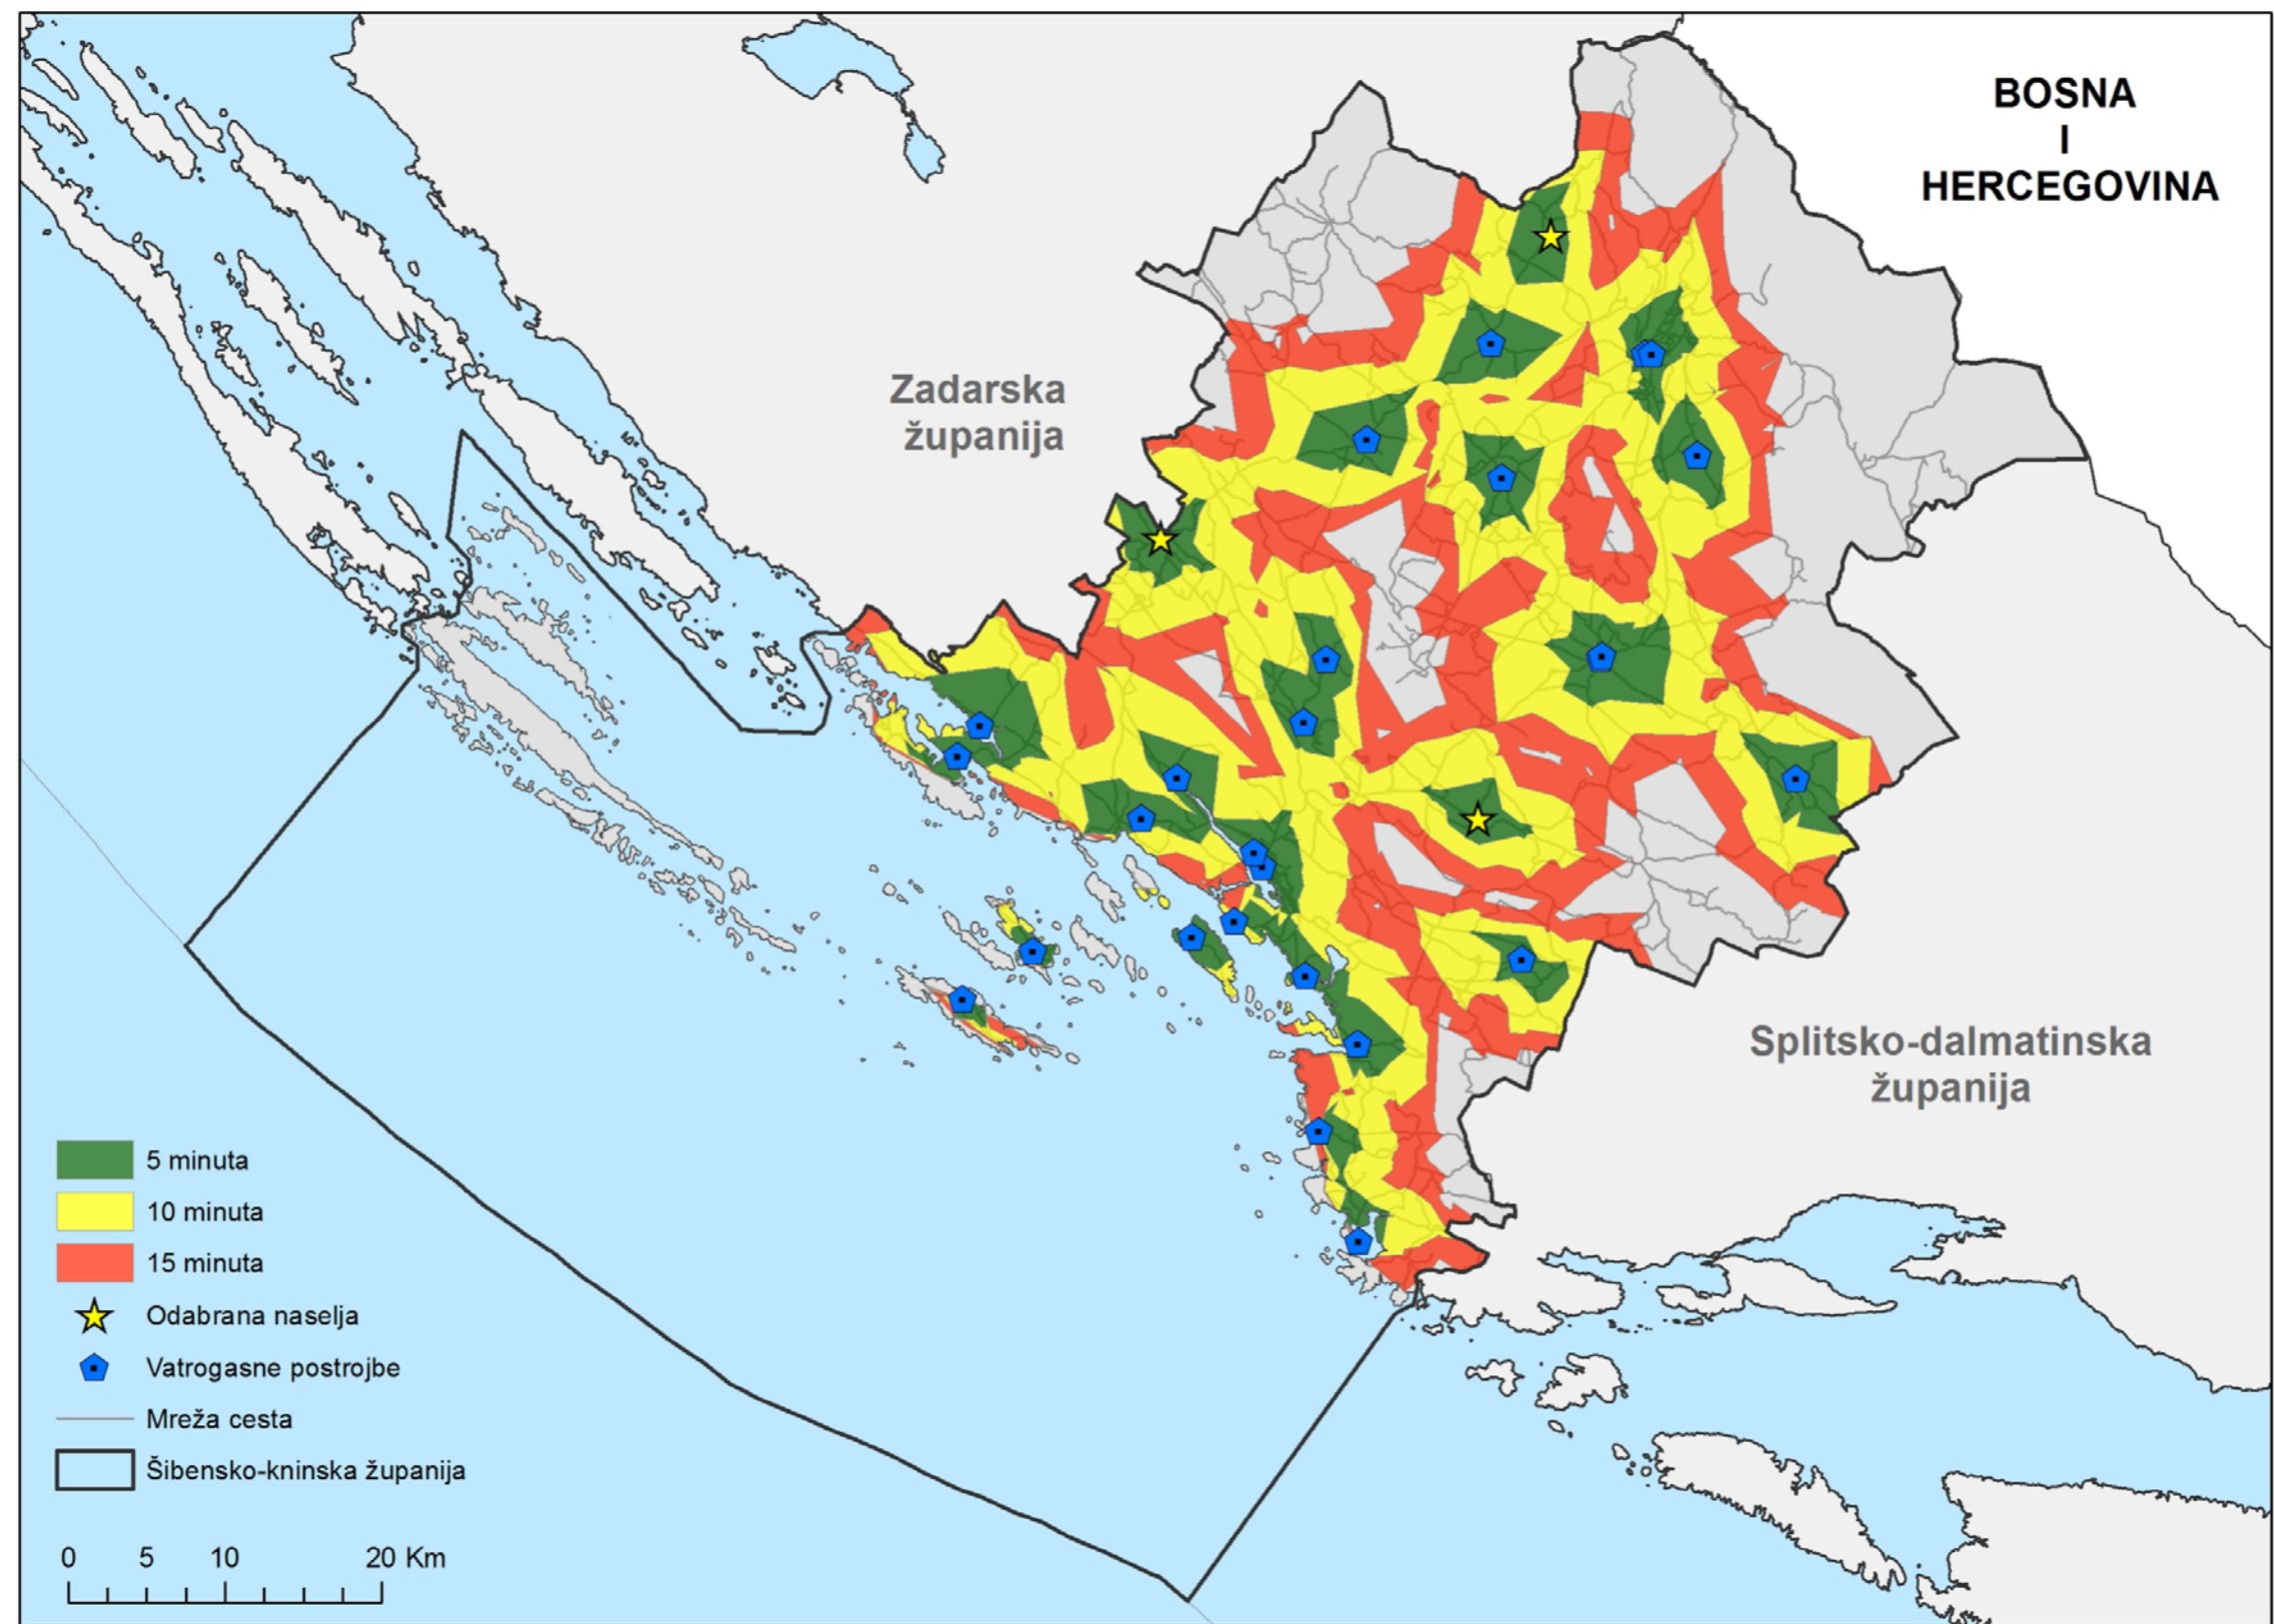 BOSNA
I
HERCEGOVINA
Zadarska
županija
Splitsko-dalmatinska
županija
5 minuta
10 minuta
15 minuta
Odabrana naselja
Vatrogasne postrojbe
Mreža cesta
Šibensko-kninska županija
0 5 10 20 Km